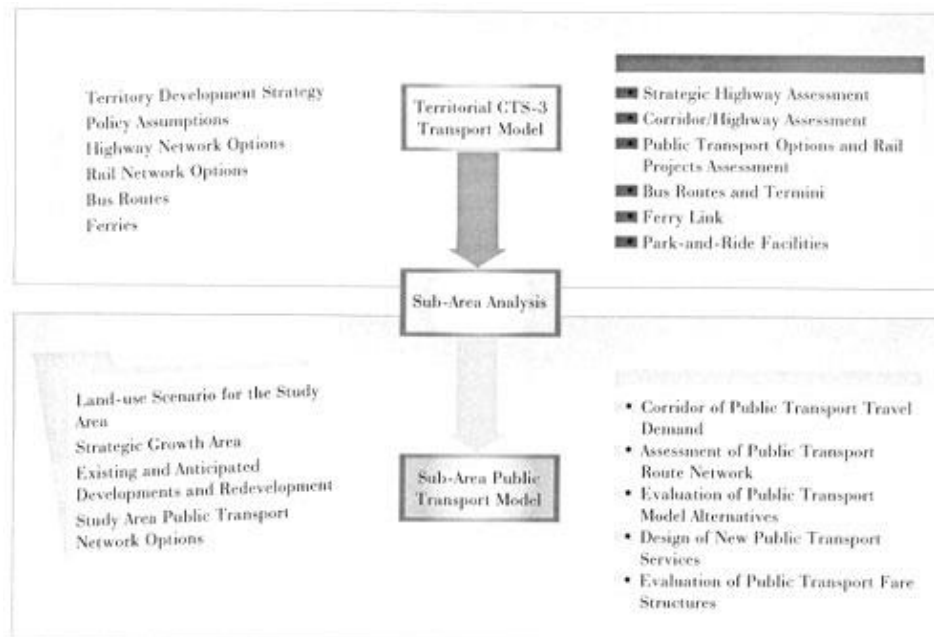 Territory Development Strategy
Policy Assumptions
Highway Network Options
Rail Network Options
Bus Routes
Ferries
Territorial CTS-3
Transport Model
• Strategic Highway Assessment
• Corridor/Highway Assessment
• Public Transport Options and Rail
Projects Assessment
• Bus Routes and Termini
• Ferry Link
• Park-and-Ride Facilities
Sub-Area Analysis
Land-use Scenario for the Study
Area
Strategic Growth Area
Existing and Anticipated
Developments and Redevelopment
Study Area Public Transport
Network Options
Sub-Area Public
Transport Model
• Corridor of Public Transport Travel
Demand
• Assessment of Public Transport
Route Network
• Evaluation of Public Transport
Model Alternatives
• Design of New Public Transport
Services
• Evaluation of Public Transport Fare
Structures